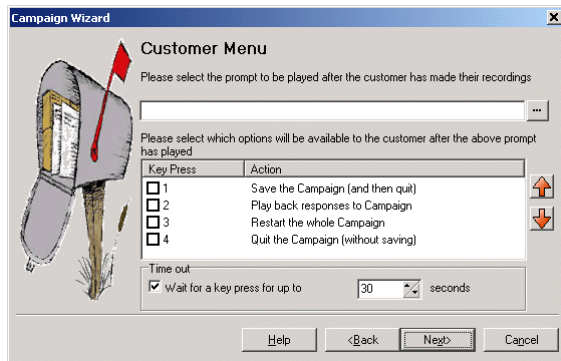 Campaign Wizard
Customer Menu
Please select the prompt to be played after the customer has made their recordings
...
Please select which options will be available to the customer after the above prompt
has played
Key Press Action
1 Save the Campaign (and then quit)
2 Play back responses to Campaign
3 Restart the whole Campaign
4 Quit the Campaign (without saving)
Time out
Wait for a key press for up to 30 seconds
Help <Back Next> Cancel